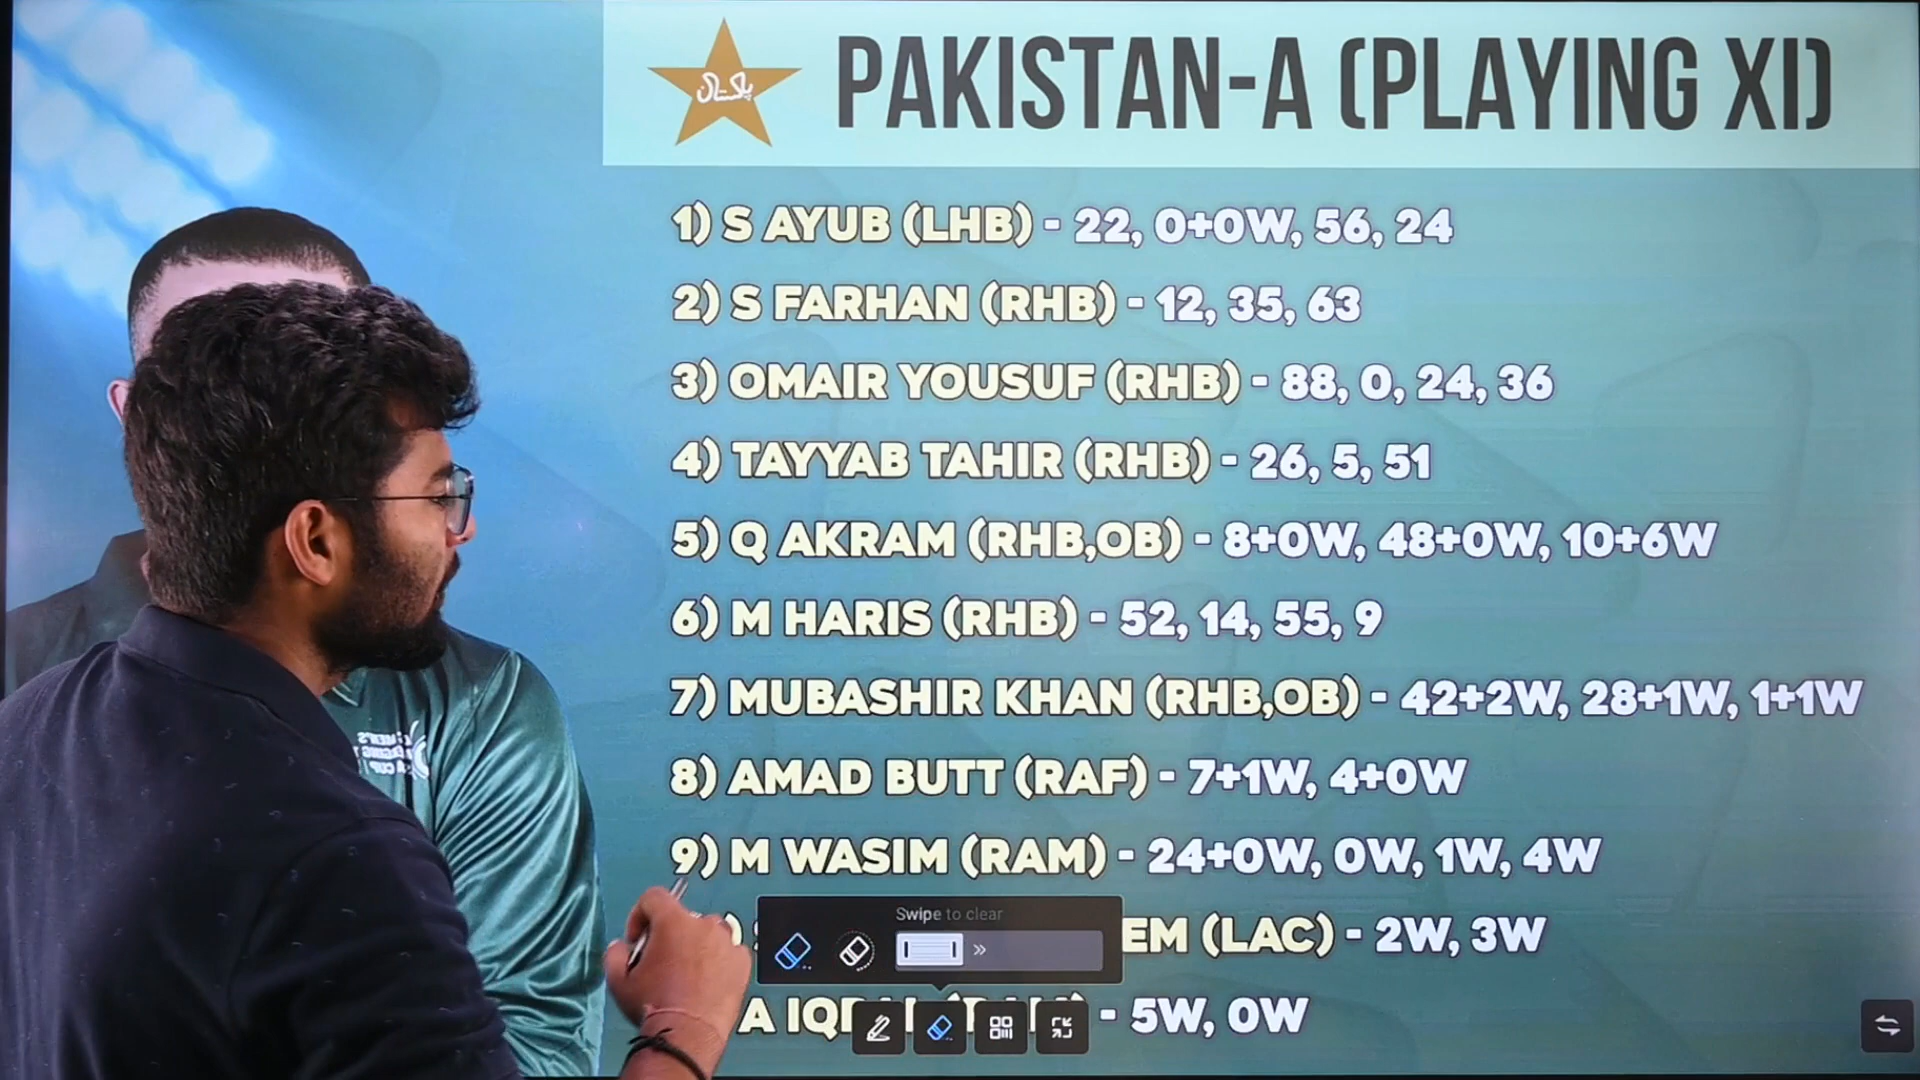 پاکستان
PAKISTAN-A (PLAYING XI)
1) S AYUB (LHB) - 22, 0+0W, 56, 24
2) S FARHAN (RHB) - 12, 35, 63
3) OMAIR YOUSUF (RHB) - 88, 0, 24, 36
4) TAYYAB TAHIR (RHB) - 26, 5, 51
5) Q AKRAM (RHB,OB) - 8+0W, 48+0W, 10+6W
6) M HARIS (RHB) - 52, 14, 55, 9
7) MUBASHIR KHAN (RHB,OB) - 42+2W, 28+1W, 1+1W
8) AMAD BUTT (RAF) - 7+1W, 4+0W
9) M WASIM (RAM) - 24+0W, 0W, 1W, 4W
Swipe to clear
(LAC) - 2W, 3W
A - 5W, 0W